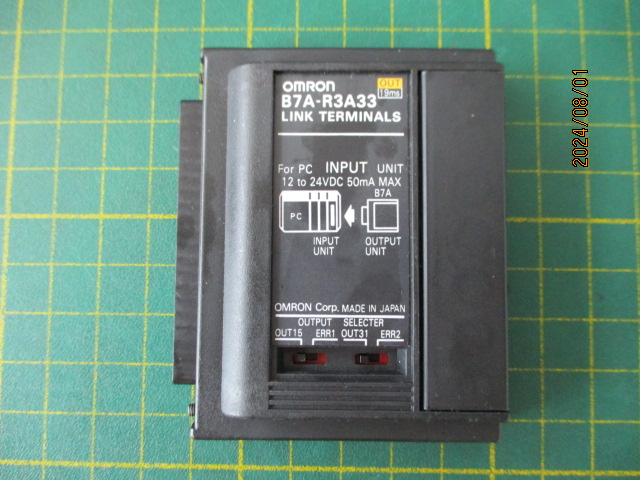 OMRON OUT
B7A-R3A33 19ms
LINK TERMINALS
For PC INPUT UNIT
12 to 24VDC 50mA MAX
B7A
PC
INPUT OUTPUT
UNIT UNIT
OMRON Corp. MADE IN JAPAN
OUTPUT SELECTER
OUT15 ERR1 OUT31 ERR2
2024/08/01